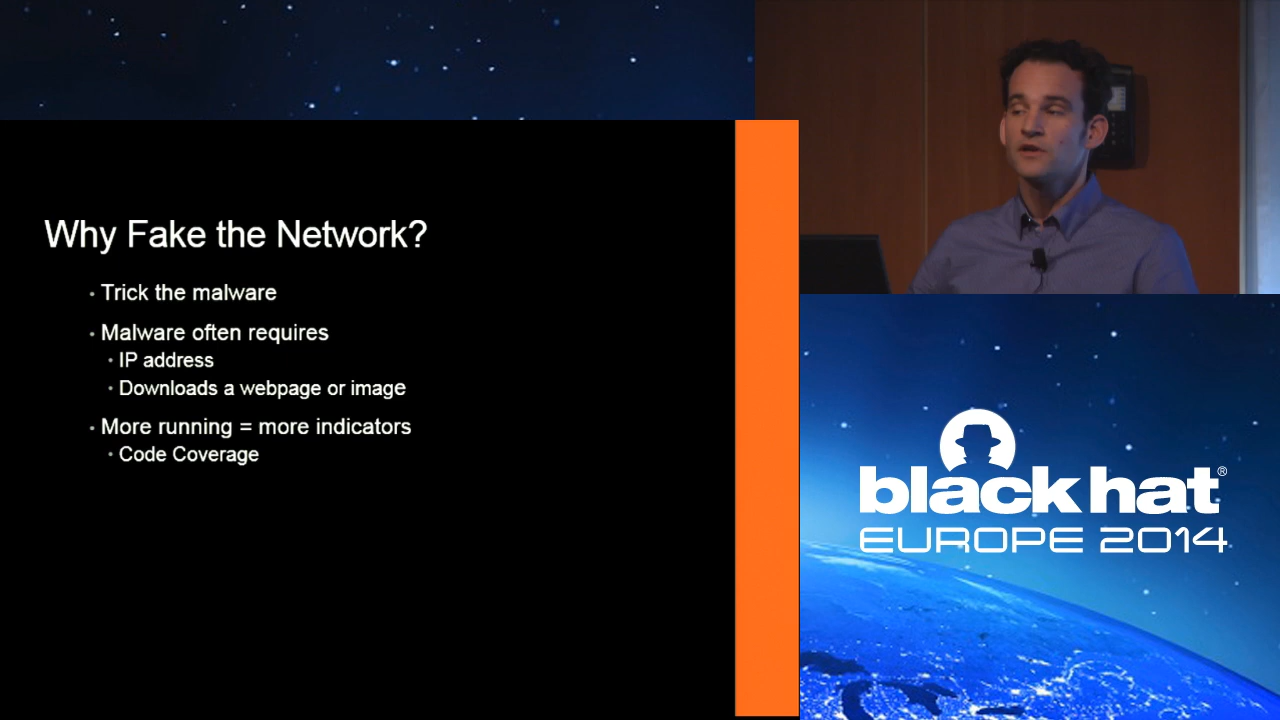 Why Fake the Network?
• Trick the malware
• Malware often requires
• IP address
• Downloads a webpage or image
• More running = more indicators
• Code Coverage
black hat®
EUROPE 2014